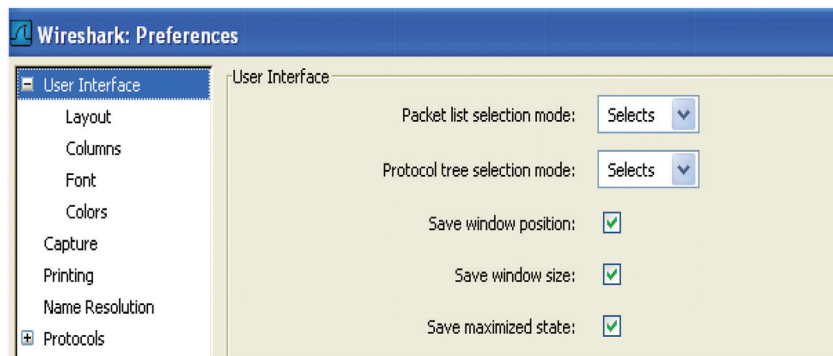 Wireshark: Preferences
User Interface
Layout
Columns
Font
Colors
Capture
Printing
Name Resolution
Protocols
User Interface
Packet list selection mode: Selects
Protocol tree selection mode: Selects
Save window position:
Save window size:
Save maximized state: